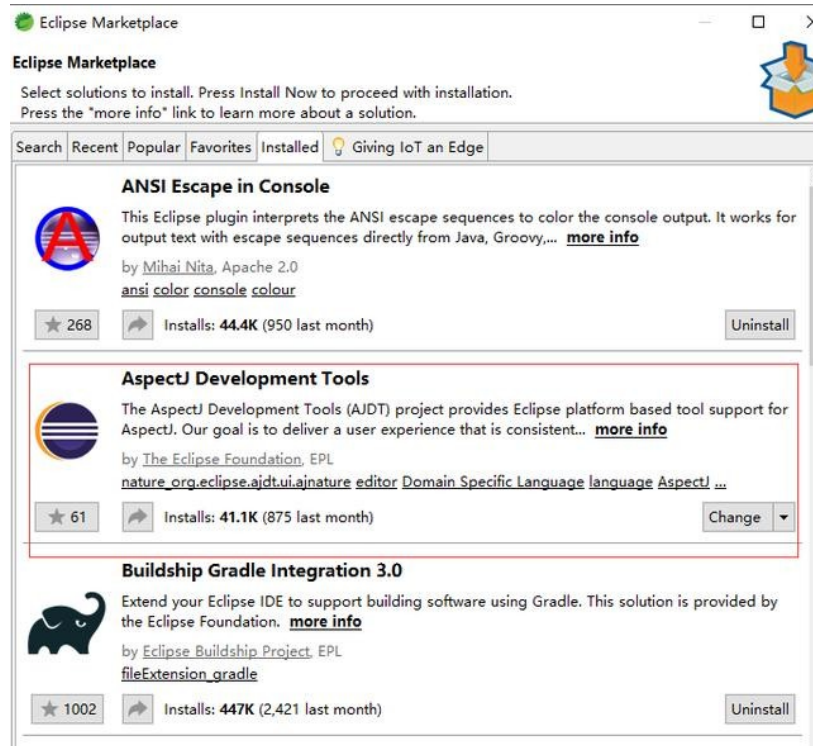 Eclipse Marketplace
Eclipse Marketplace
Select solutions to install. Press Install Now to proceed with installation.
Press the "more info" link to learn more about a solution.
Search Recent Popular Favorites Installed Giving IoT an Edge
ANSI Escape in Console
This Eclipse plugin interprets the ANSI escape sequences to color the console output. It works for
output text with escape sequences directly from Java, Groovy,... more info
by Mihai Nita, Apache 2.0
ansi color console colour
268 Installs: 44.4K (950 last month) Uninstall
AspectJ Development Tools
The AspectJ Development Tools (AJDT) project provides Eclipse platform based tool support for
AspectJ. Our goal is to deliver a user experience that is consistent... more info
by The Eclipse Foundation, EPL
nature_org.eclipse.ajdt.ui.ajnature editor Domain Specific Language language AspectJ ...
61 Installs: 41.1K (875 last month) Change
Buildship Gradle Integration 3.0
Extend your Eclipse IDE to support building software using Gradle. This solution is provided by
the Eclipse Foundation. more info
by Eclipse Buildship Project, EPL
fileExtension_gradle
1002 Installs: 447K (2,421 last month) Uninstall